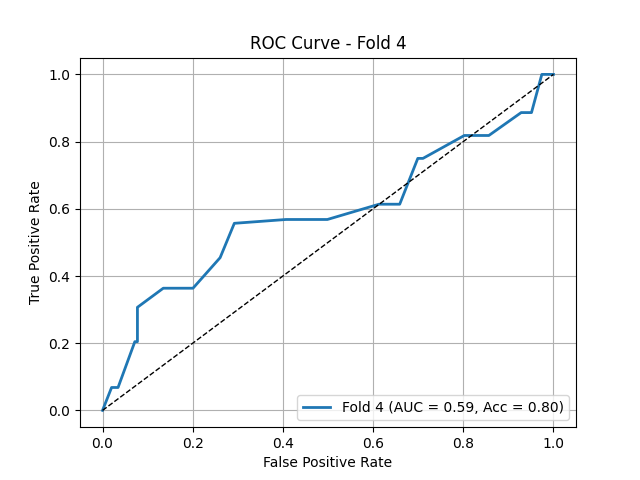 ROC Curve - Fold 4
True Positive Rate
1.0
0.8
0.6
0.4
0.2
0.0
Fold 4 (AUC = 0.59, Acc = 0.80)
0.0 0.2 0.4 0.6 0.8 1.0
False Positive Rate